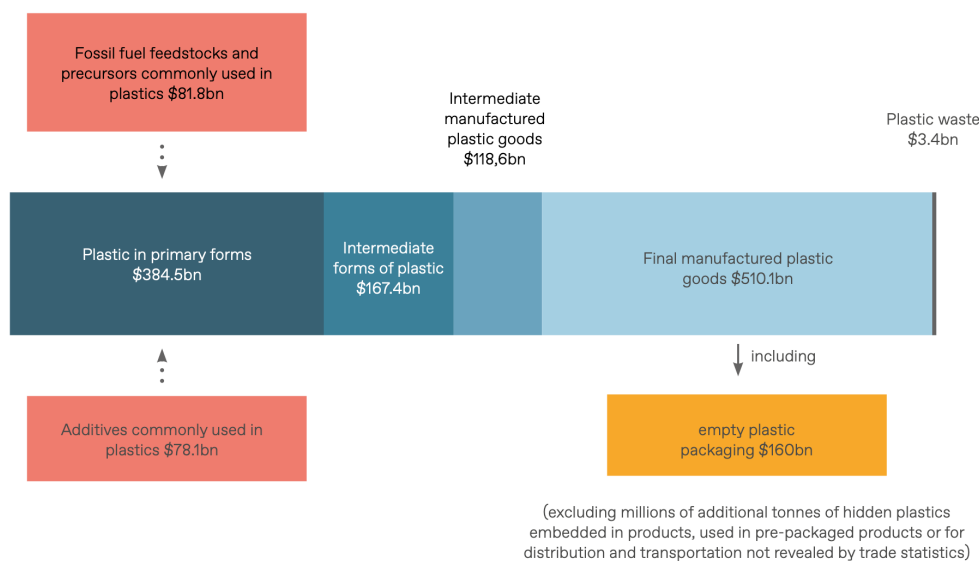 Fossil fuel feedstocks and
precursors commonly used in
plastics $81.8bn
Intermediate
manufactured
plastic goods
$118,6bn
Plastic waste
$3.4bn
Plastic in primary forms
$384.5bn
Intermediate
forms of plastic
$167.4bn
Final manufactured plastic
goods $510.1bn
including
Additives commonly used in
plastics $78.1bn
empty plastic
packaging $160bn
(excluding millions of additional tonnes of hidden plastics
embedded in products, used in pre-packaged products or for
distribution and transportation not revealed by trade statistics)